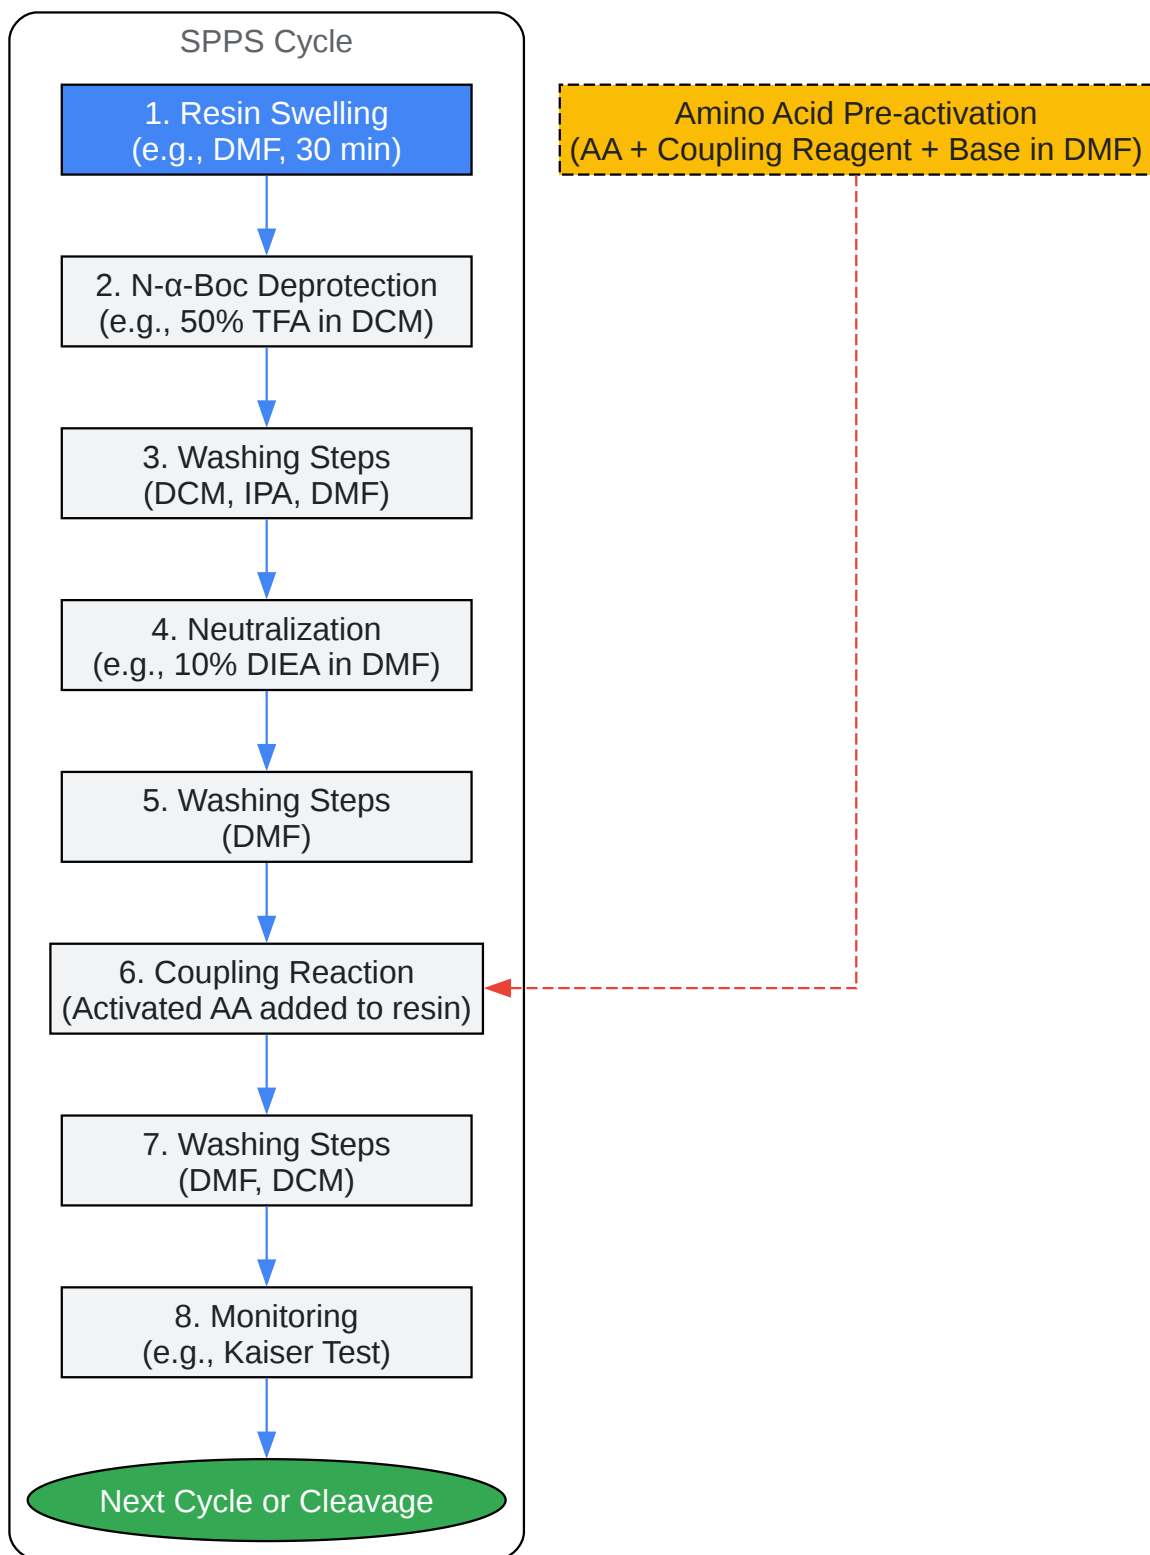 SPPS Cycle
1. Resin Swelling
(e.g., DMF, 30 min)
Amino Acid Pre-activation
(AA + Coupling Reagent + Base in DMF)
2. N-α-Boc Deprotection
(e.g., 50% TFA in DCM)
3. Washing Steps
(DCM, IPA, DMF)
4. Neutralization
(e.g., 10% DIEA in DMF)
5. Washing Steps
(DMF)
6. Coupling Reaction
(Activated AA added to resin)
7. Washing Steps
(DMF, DCM)
8. Monitoring
(e.g., Kaiser Test)
Next Cycle or Cleavage